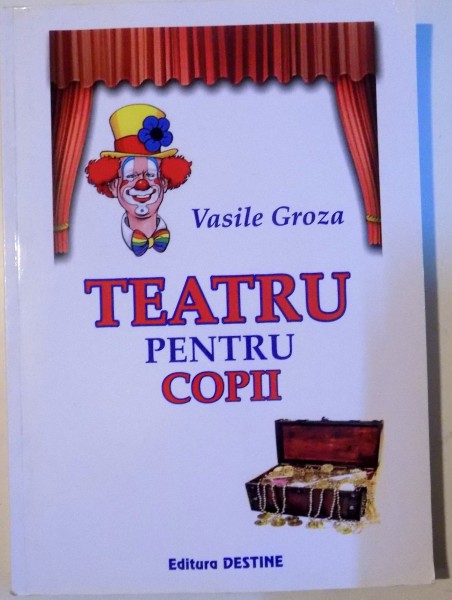 Vasile Groza
TEATRU
PENTRU
COPII
Editura DESTINE